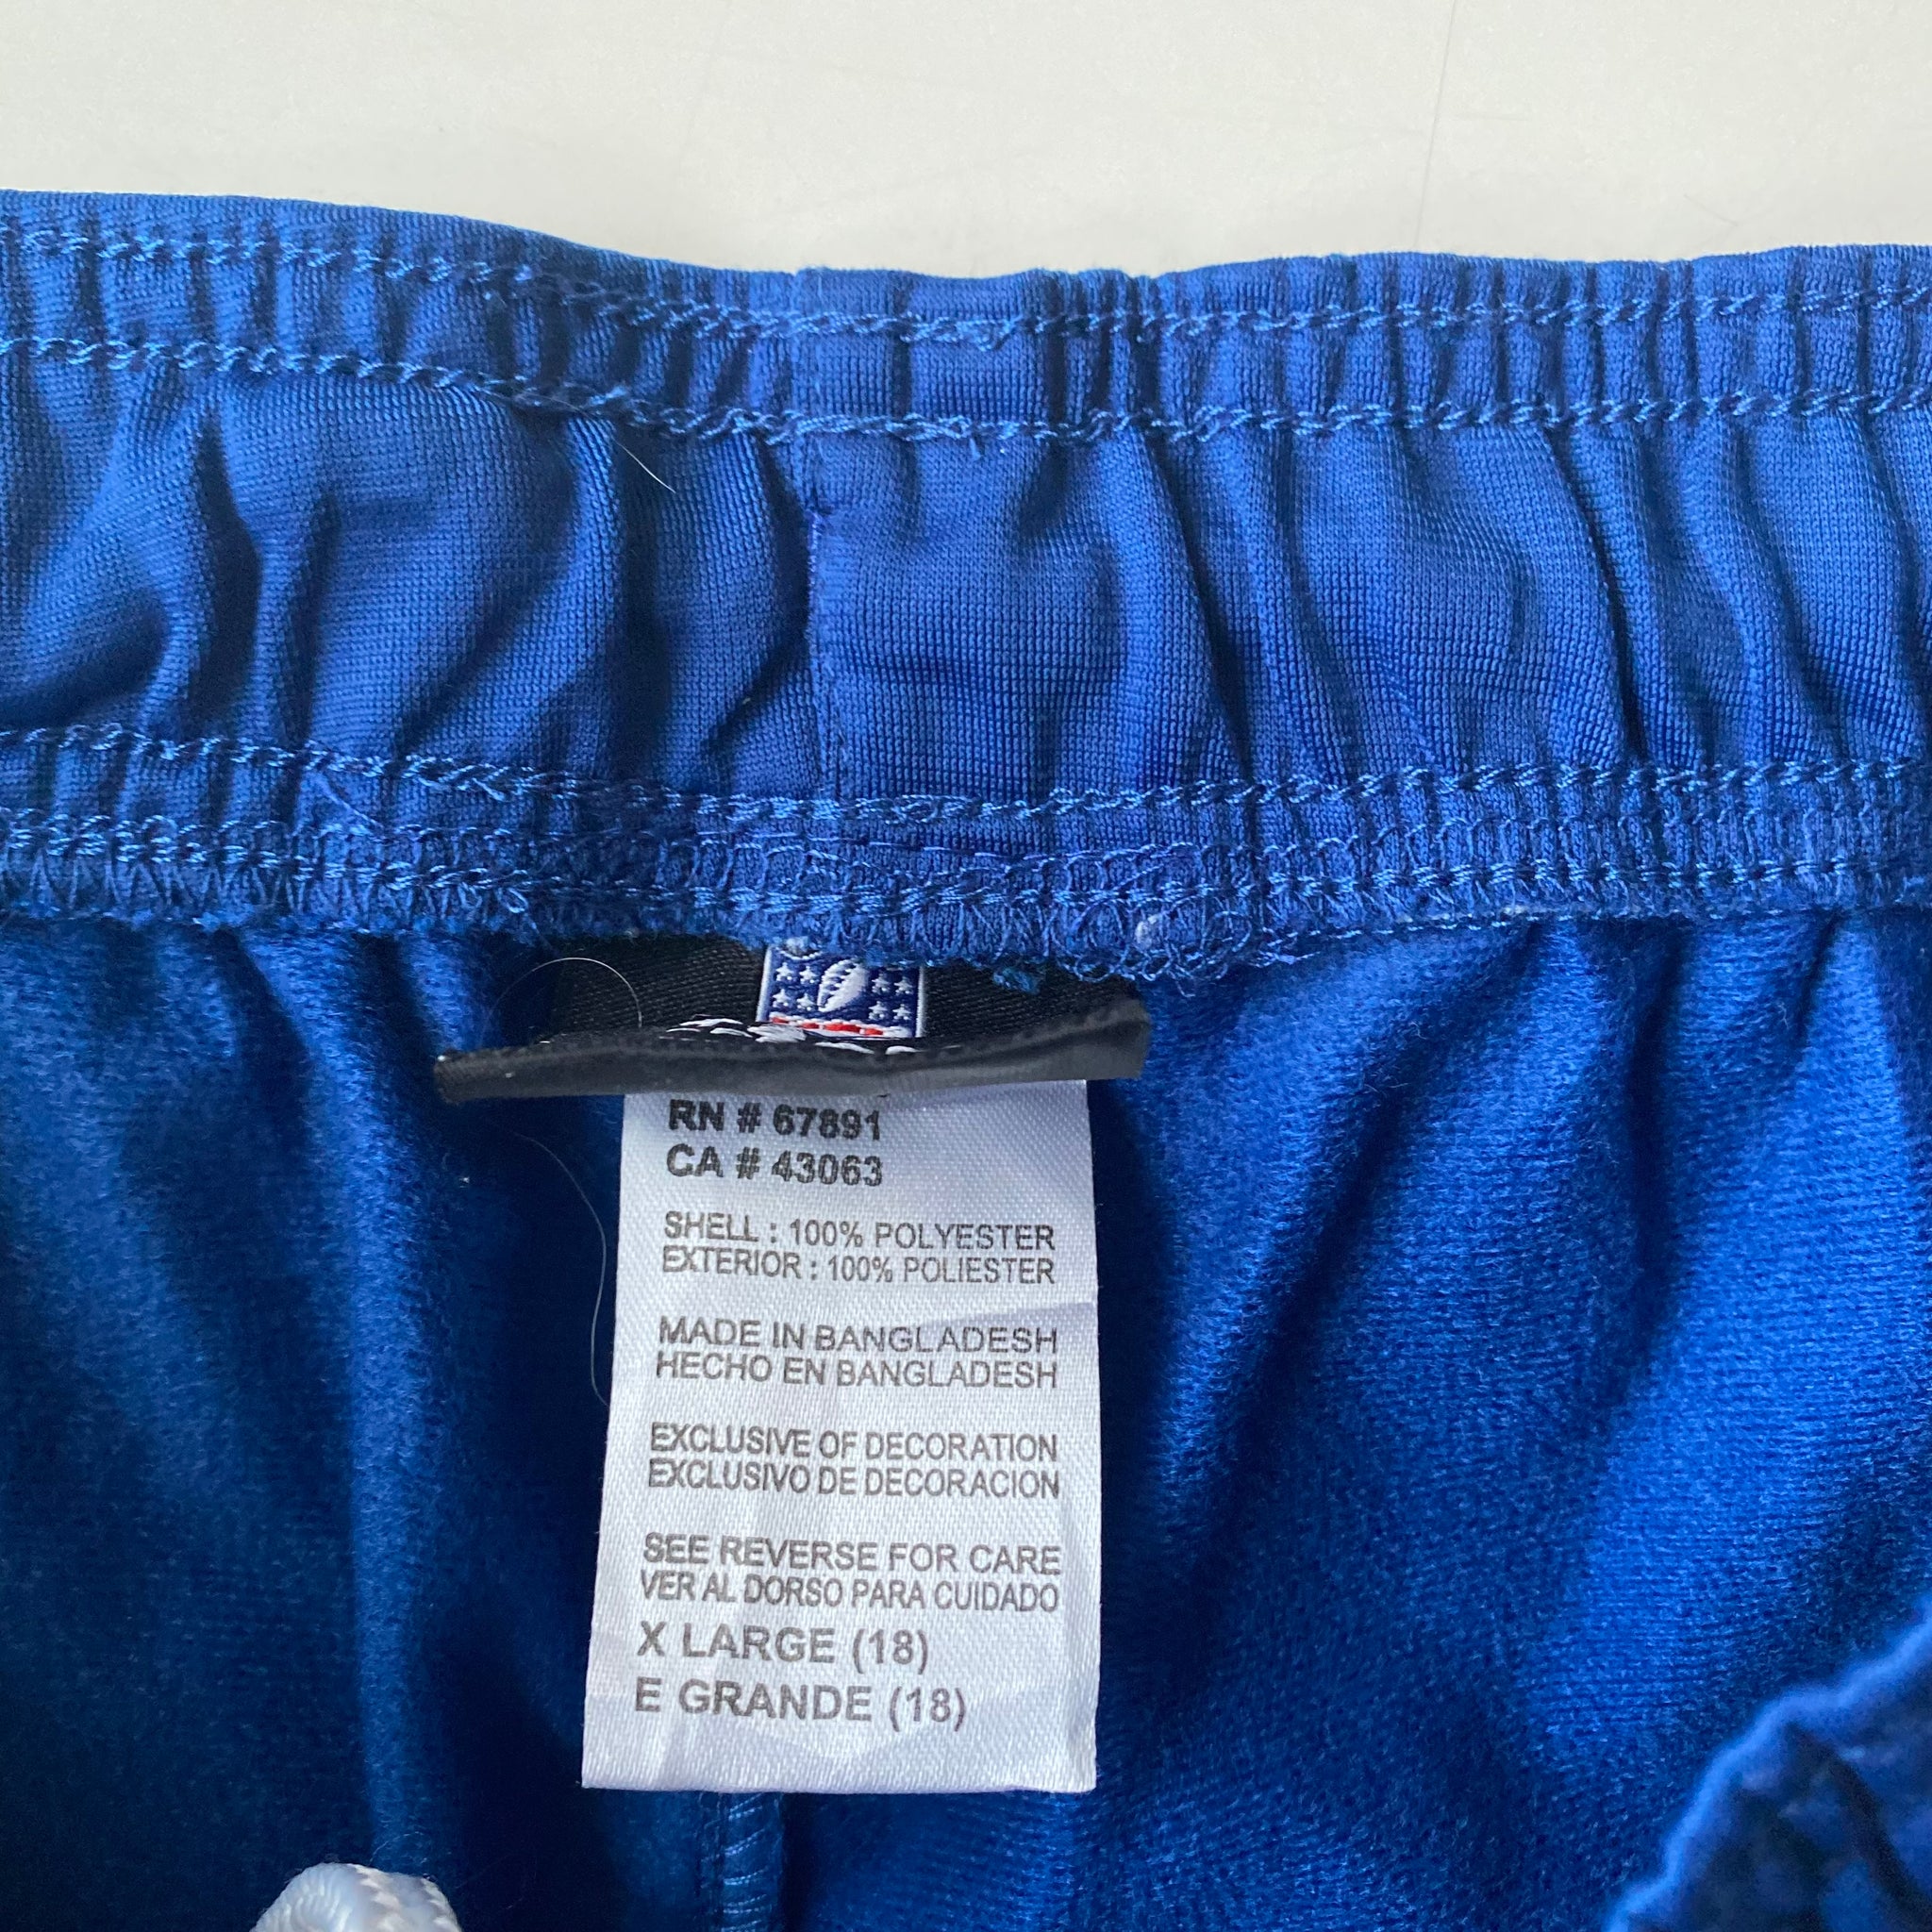 RN # 67891
CA # 43063
SHELL : 100% POLYESTER
EXTERIOR : 100% POLIESTER
MADE IN BANGLADESH
HECHO EN BANGLADESH
EXCLUSIVE OF DECORATION
EXCLUSIVO DE DECORACION
SEE REVERSE FOR CARE
VER AL DORSO PARA CUIDADO
X LARGE (18)
E GRANDE (18)